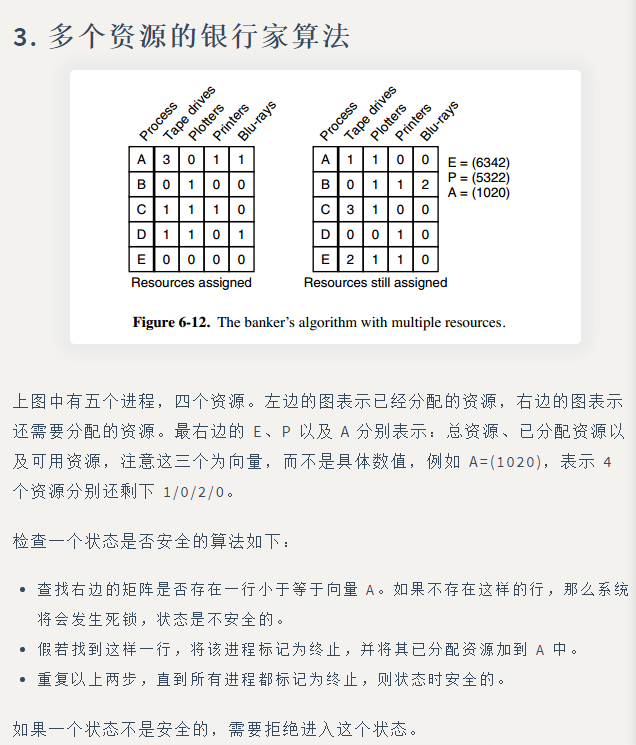 3. 多个资源的银行家算法
Process Tape drives Plotters Printers Blu-rays
A 3 0 1 1
B 0 1 0 0
C 1 1 1 0
D 1 1 0 1
E 0 0 0 0
Resources assigned
Process Tape drives Plotters Printers Blu-rays
A 1 1 0 0
B 0 1 1 2
C 3 1 0 0
D 0 0 1 0
E 2 1 1 0
Resources still assigned
E = (6342)
P = (5322)
A = (1020)
Figure 6-12. The banker's algorithm with multiple resources.
上图中有五个进程，四个资源。左边的图表示已经分配的资源，右边的图表示
还需要分配的资源。最右边的 E、P 以及 A 分别表示：总资源、已分配资源以
及可用资源，注意这三个为向量，而不是具体数值，例如 A=(1020)，表示 4
个资源分别还剩下 1/0/2/0。
检查一个状态是否安全的算法如下：
• 查找右边的矩阵是否存在一行小于等于向量 A。如果不存在这样的行，那么系统
将会发生死锁，状态是不安全的。
• 假若找到这样一行，将该进程标记为终止，并将其已分配资源加到 A 中。
• 重复以上两步，直到所有进程都标记为终止，则状态时安全的。
如果一个状态不是安全的，需要拒绝进入这个状态。